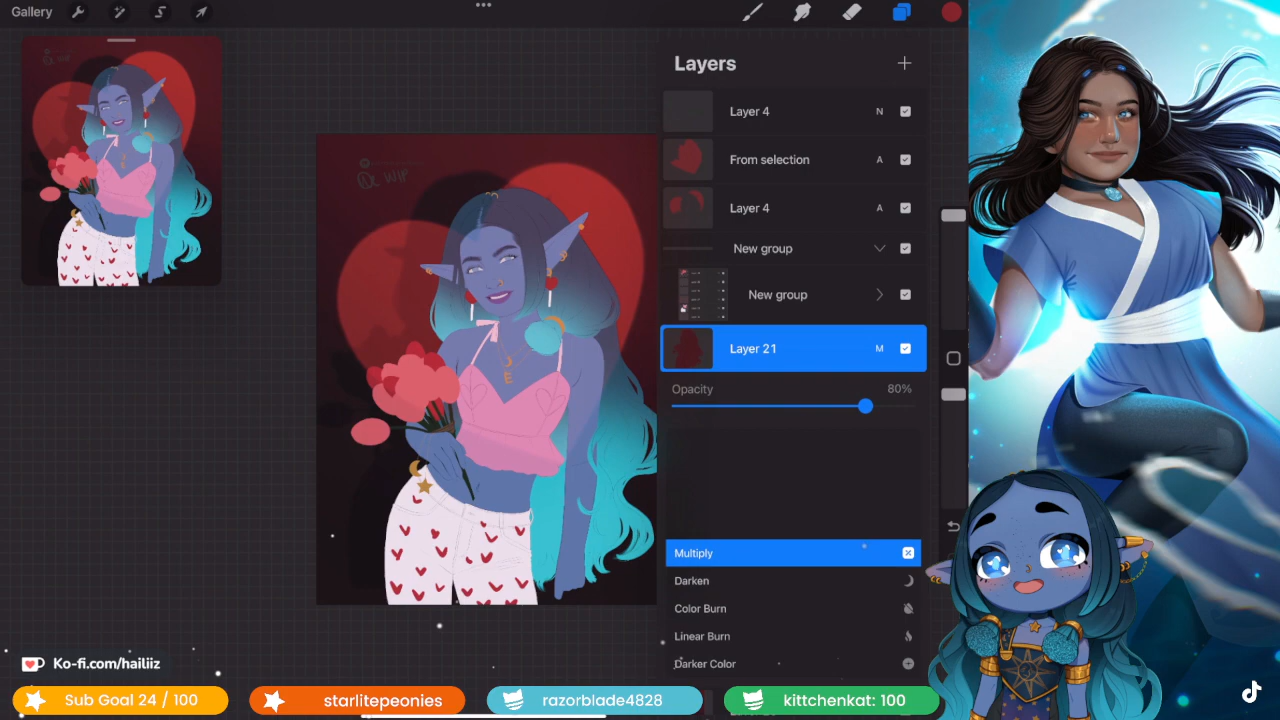 Gallery
Layers
Layer 4 N
From selection A
Layer 4 A
New group
New group
Layer 21 M
Opacity 80%
Multiply
Darken
Color Burn
Linear Burn
Darker Color
WIP
Ko-fi.com/hailiiz
Sub Goal 24 / 100
starlitepeonies
razorblade4828
kittchenkat: 100